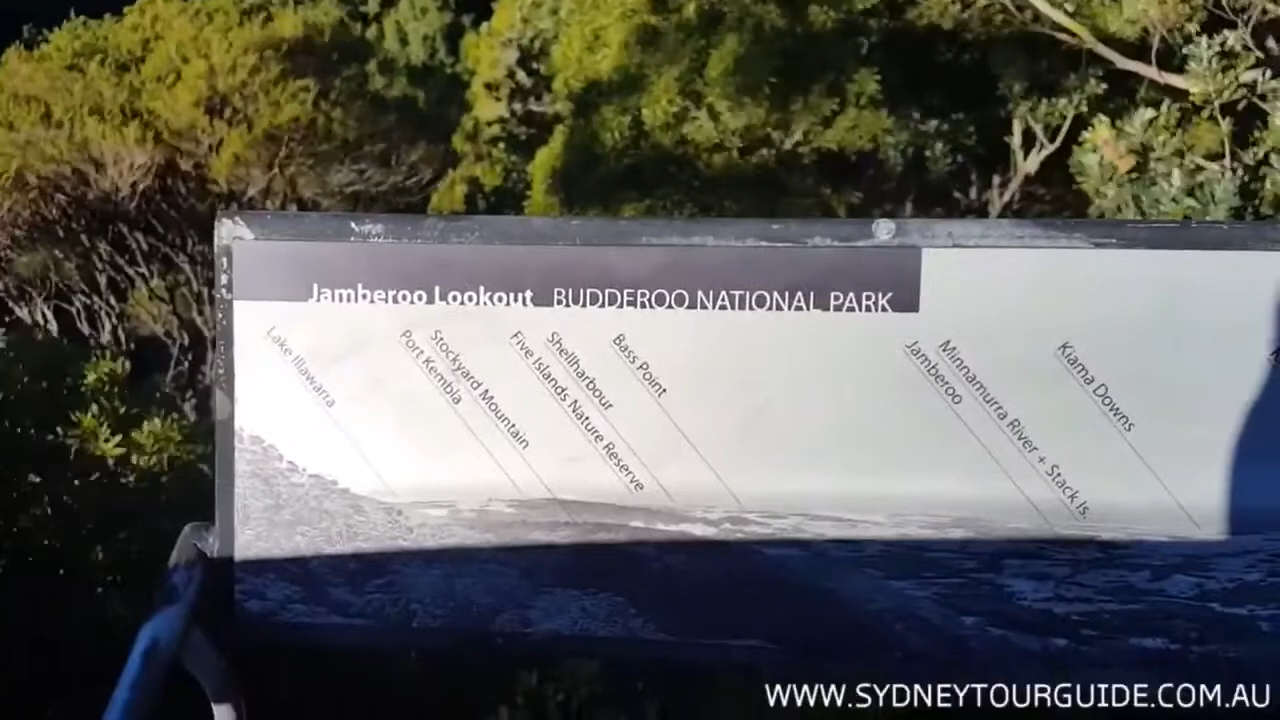 Jamberoo Lookout BUDDEROO NATIONAL PARK
Lake Illawarra
Port Kembla
Stockyard Mountain
Five Islands Nature Reserve
Shellharbour
Bass Point
Jamberoo
Minnamurra River + Stack Is.
Kiama Downs
WWW.SYDNEYTOURGUIDE.COM.AU